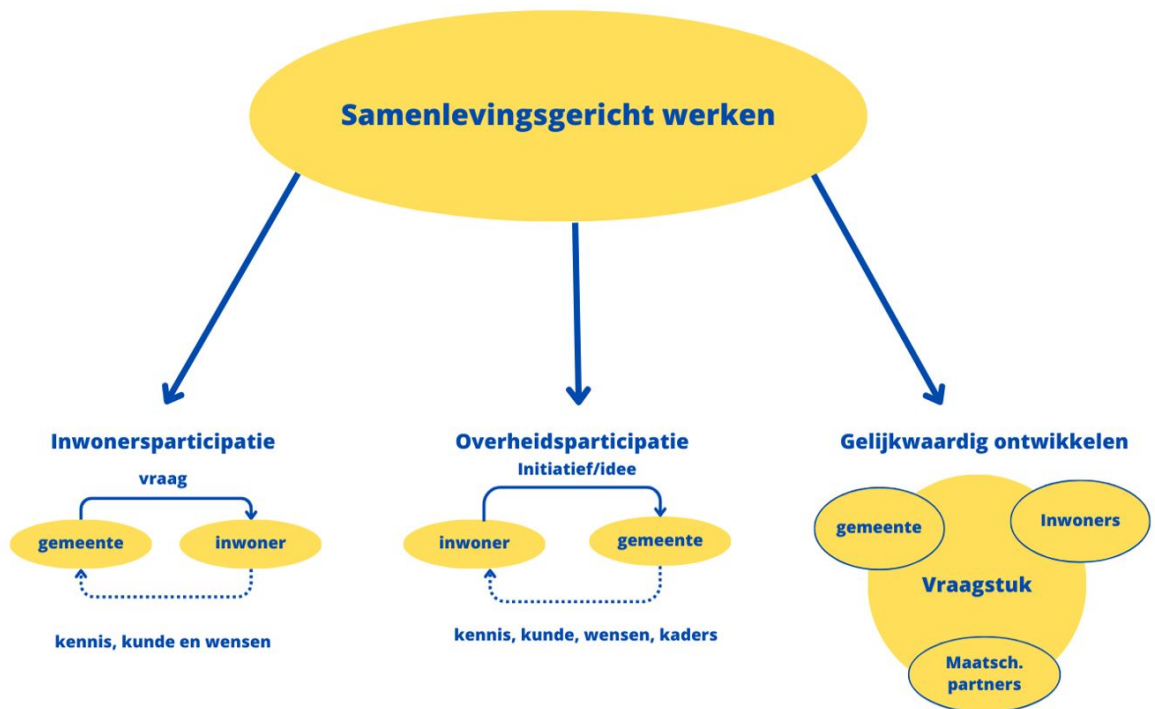 Samenlevingsgericht werken
Inwonersparticipatie
vraag
gemeente
inwoner
kennis, kunde en wensen
Overheidsparticipatie
Initiatief/idee
inwoner
gemeente
kennis, kunde, wensen, kaders
Gelijkwaardig ontwikkelen
gemeente
Inwoners
Vraagstuk
Maatsch.
partners